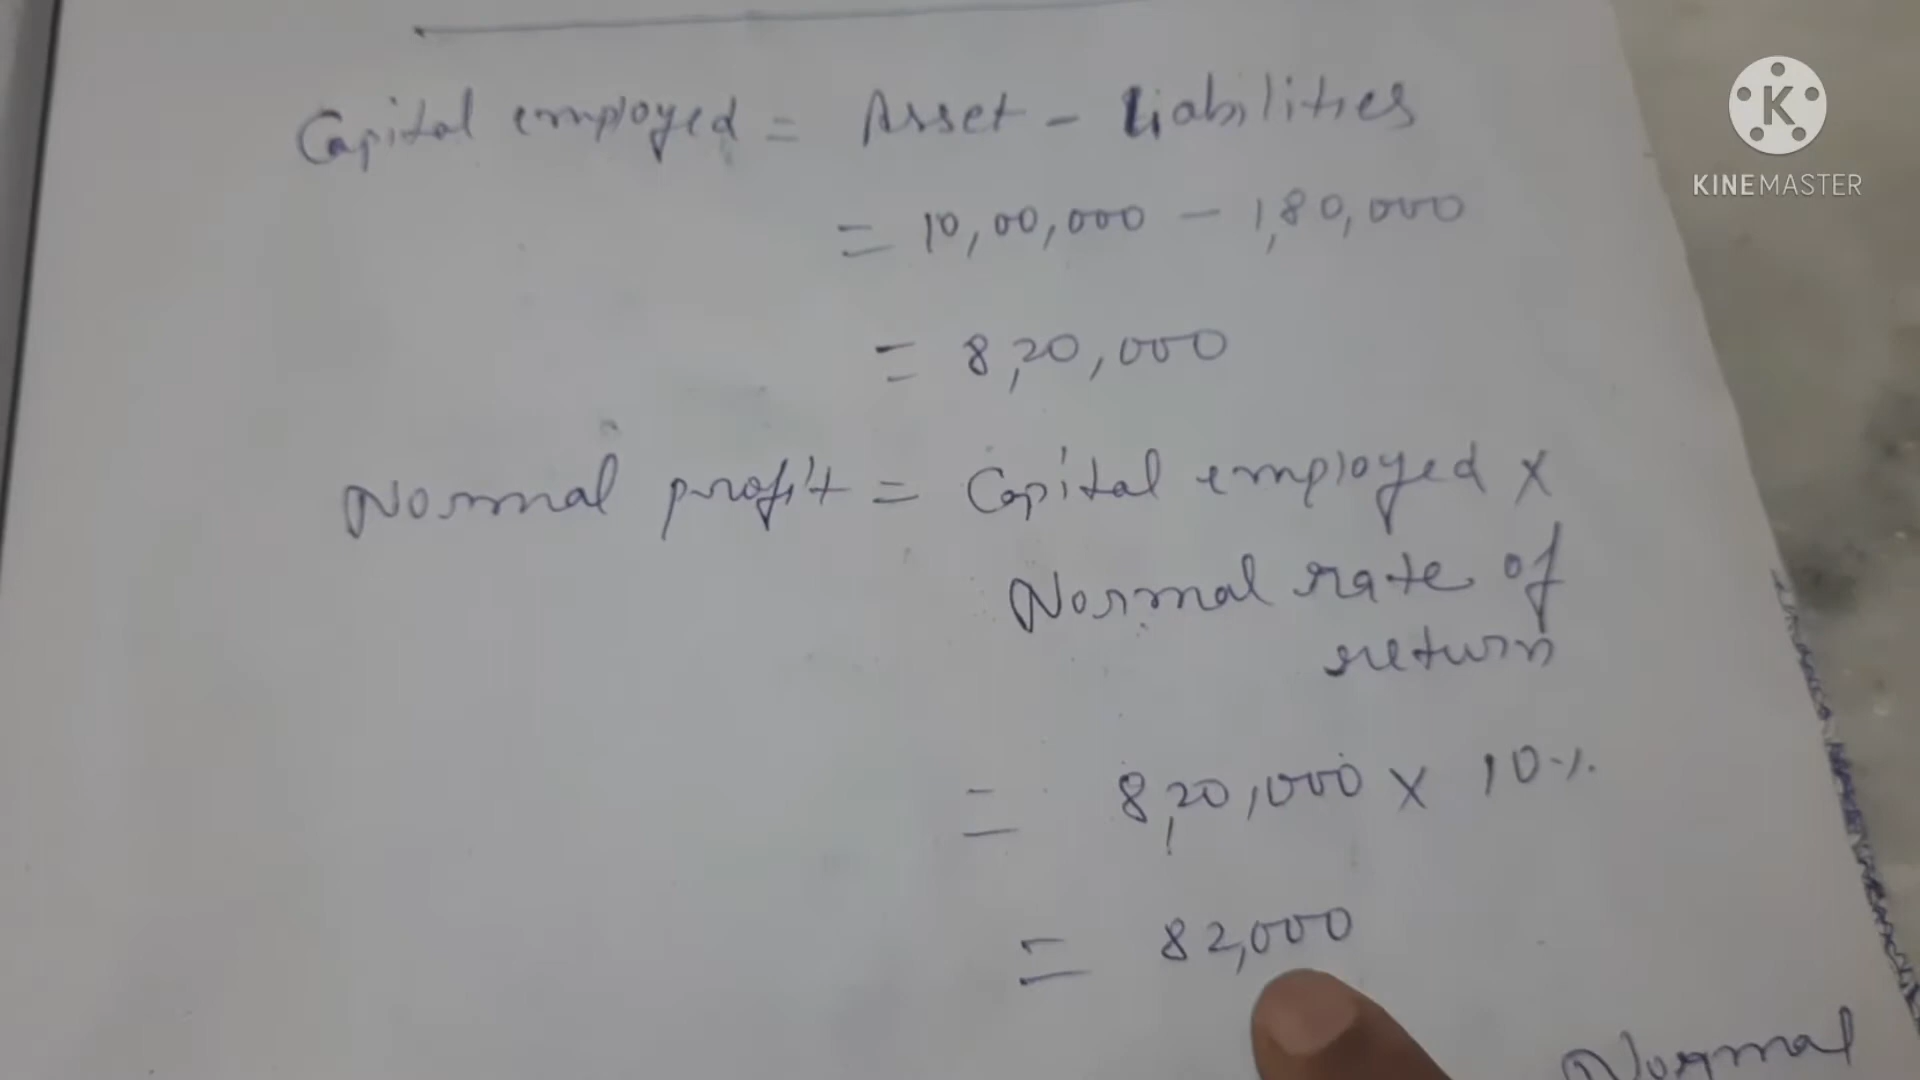 Capital employed = Asset - Liabilities
= 10,00,000 - 1,80,000
= 8,20,000
Normal profit = Capital employed x
Normal rate of
return
= 8,20,000 x 10%
= 82,000
Normal
K
KINEMASTER